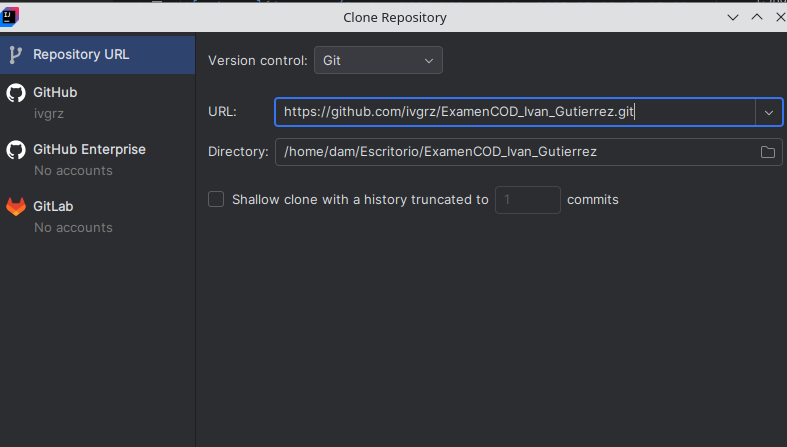 Clone Repository
Repository URL
GitHub
ivgrz
GitHub Enterprise
No accounts
GitLab
No accounts
Version control: Git
URL: https://github.com/ivgrz/ExamenCOD_Ivan_Gutierrez.git
Directory: /home/dam/Escritorio/ExamenCOD_Ivan_Gutierrez
Shallow clone with a history truncated to 1 commits